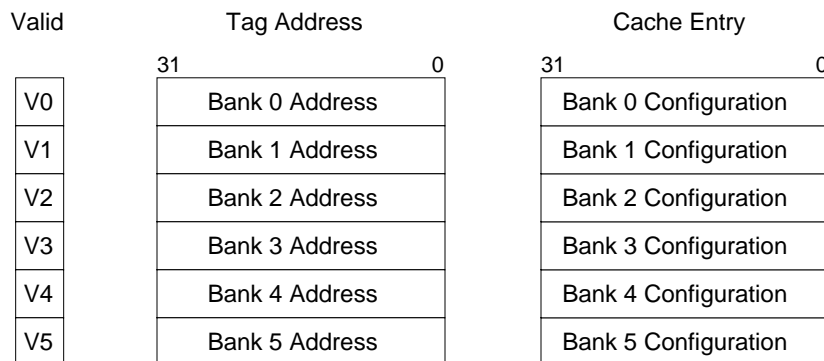 Valid Tag Address Cache Entry
31 0 31 0
V0 Bank 0 Address Bank 0 Configuration
V1 Bank 1 Address Bank 1 Configuration
V2 Bank 2 Address Bank 2 Configuration
V3 Bank 3 Address Bank 3 Configuration
V4 Bank 4 Address Bank 4 Configuration
V5 Bank 5 Address Bank 5 Configuration